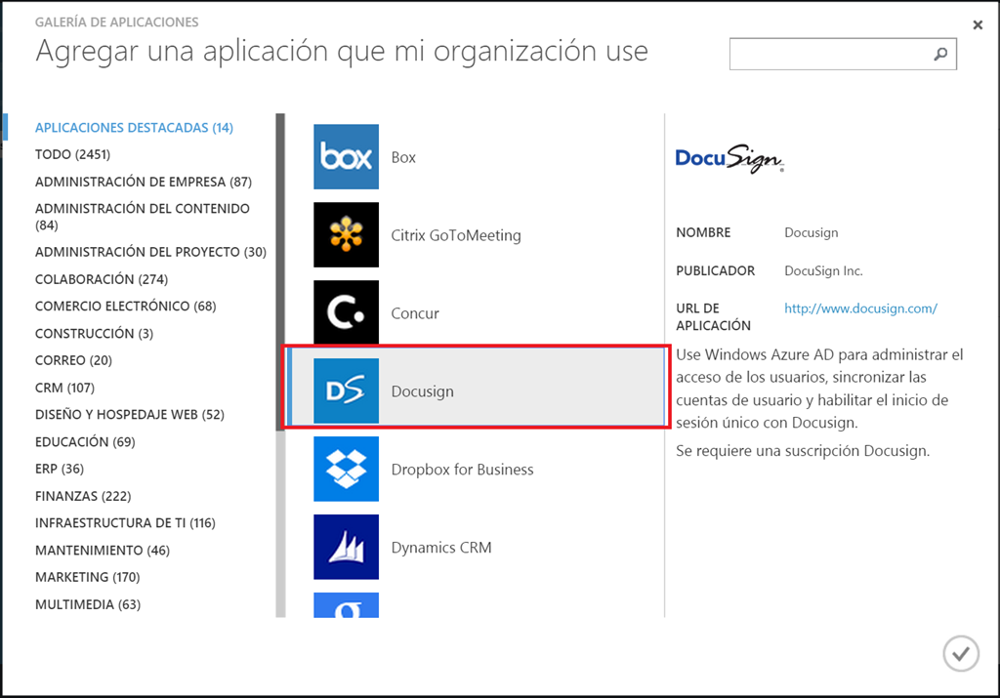 GALERÍA DE APLICACIONES
Agregar una aplicación que mi organización use
APLICACIONES DESTACADAS (14)
TODO (2451)
ADMINISTRACIÓN DE EMPRESA (87)
ADMINISTRACIÓN DEL CONTENIDO
(84)
ADMINISTRACIÓN DEL PROYECTO (30)
COLABORACIÓN (274)
COMERCIO ELECTRÓNICO (68)
CONSTRUCCIÓN (3)
CORREO (20)
CRM (107)
DISEÑO Y HOSPEDAJE WEB (52)
EDUCACIÓN (69)
ERP (36)
FINANZAS (222)
INFRAESTRUCTURA DE TI (116)
MANTENIMIENTO (46)
MARKETING (170)
MULTIMEDIA (63)
box Box
Citrix GoToMeeting
C Concur
DS Docusign
Dropbox for Business
Dynamics CRM
g
DocuSign
NOMBRE Docusign
PUBLICADOR DocuSign Inc.
URL DE http://www.docusign.com/
APLICACIÓN
Use Windows Azure AD para administrar el
acceso de los usuarios, sincronizar las
cuentas de usuario y habilitar el inicio de
sesión único con Docusign.
Se requiere una suscripción Docusign.